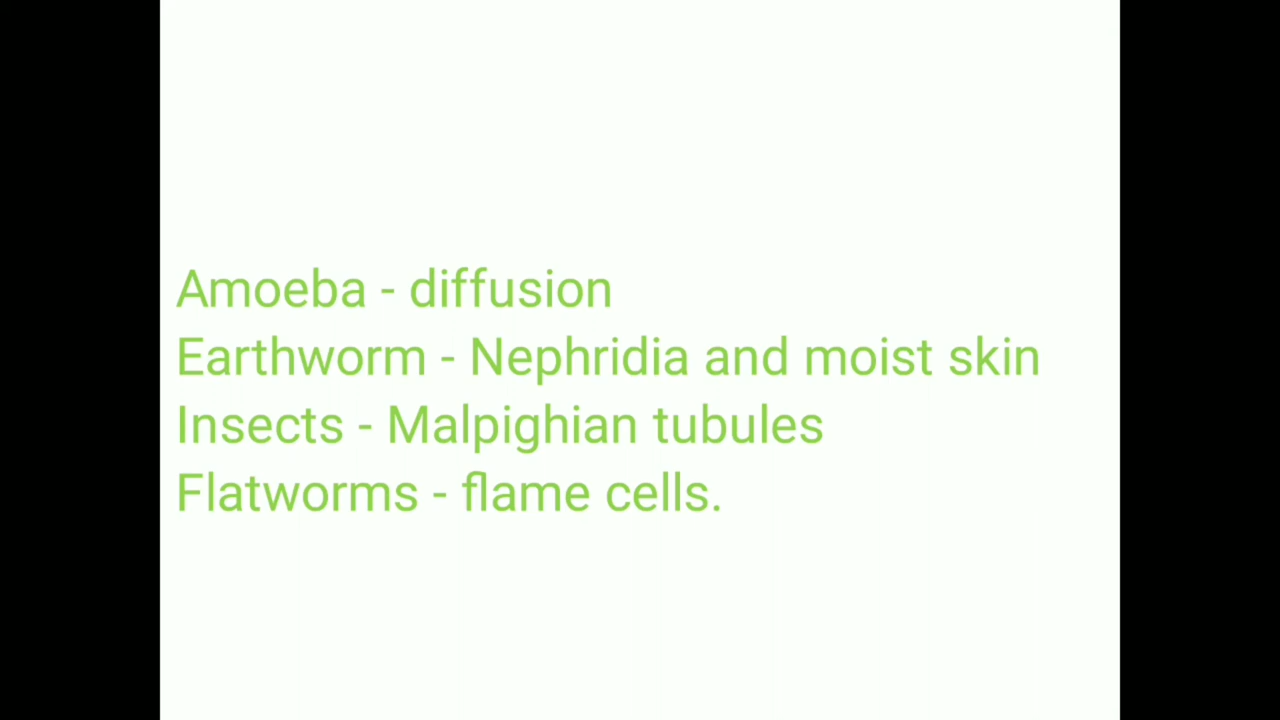 Amoeba - diffusion
Earthworm - Nephridia and moist skin
Insects - Malpighian tubules
Flatworms - flame cells.